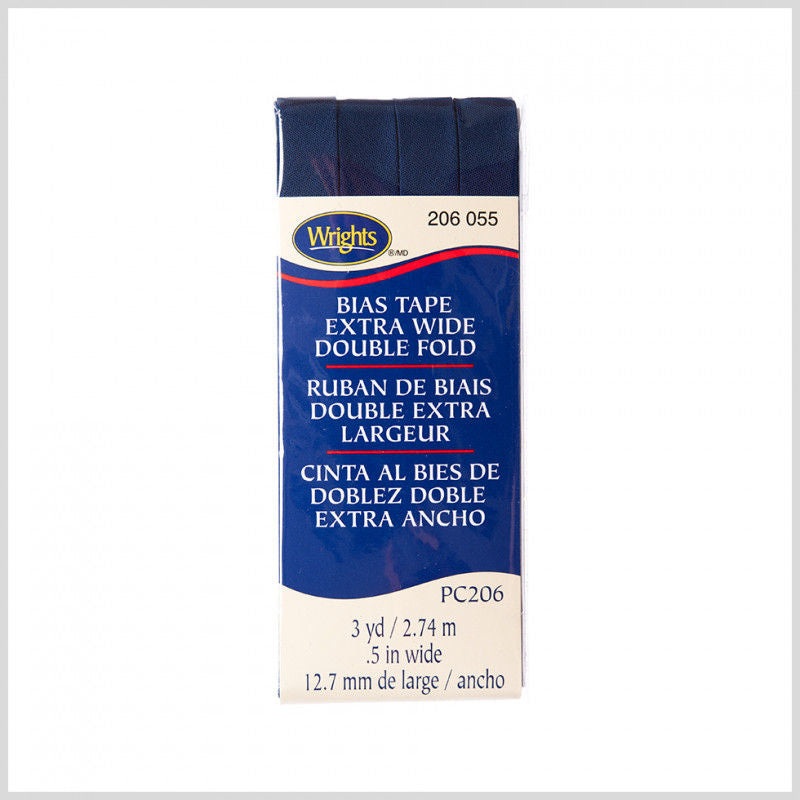 206 055
Wrights
®/MD
BIAS TAPE
EXTRA WIDE
DOUBLE FOLD
RUBAN DE BIAIS
DOUBLE EXTRA
LARGEUR
CINTA AL BIES DE
DOBLEZ DOBLE
EXTRA ANCHO
PC206
3 yd / 2.74 m
.5 in wide
12.7 mm de large / ancho